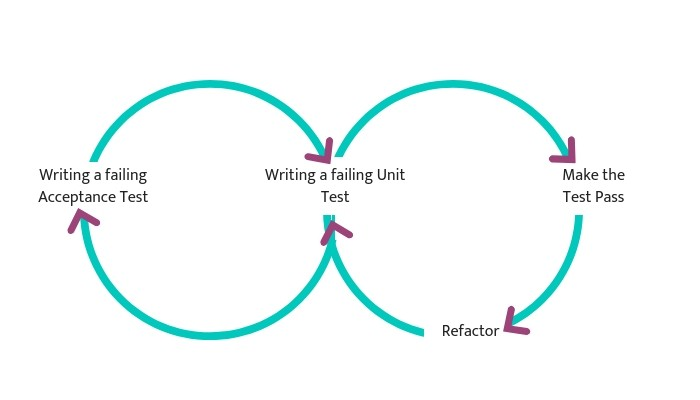 Writing a failing
Acceptance Test
Writing a failing Unit
Test
Make the
Test Pass
Refactor